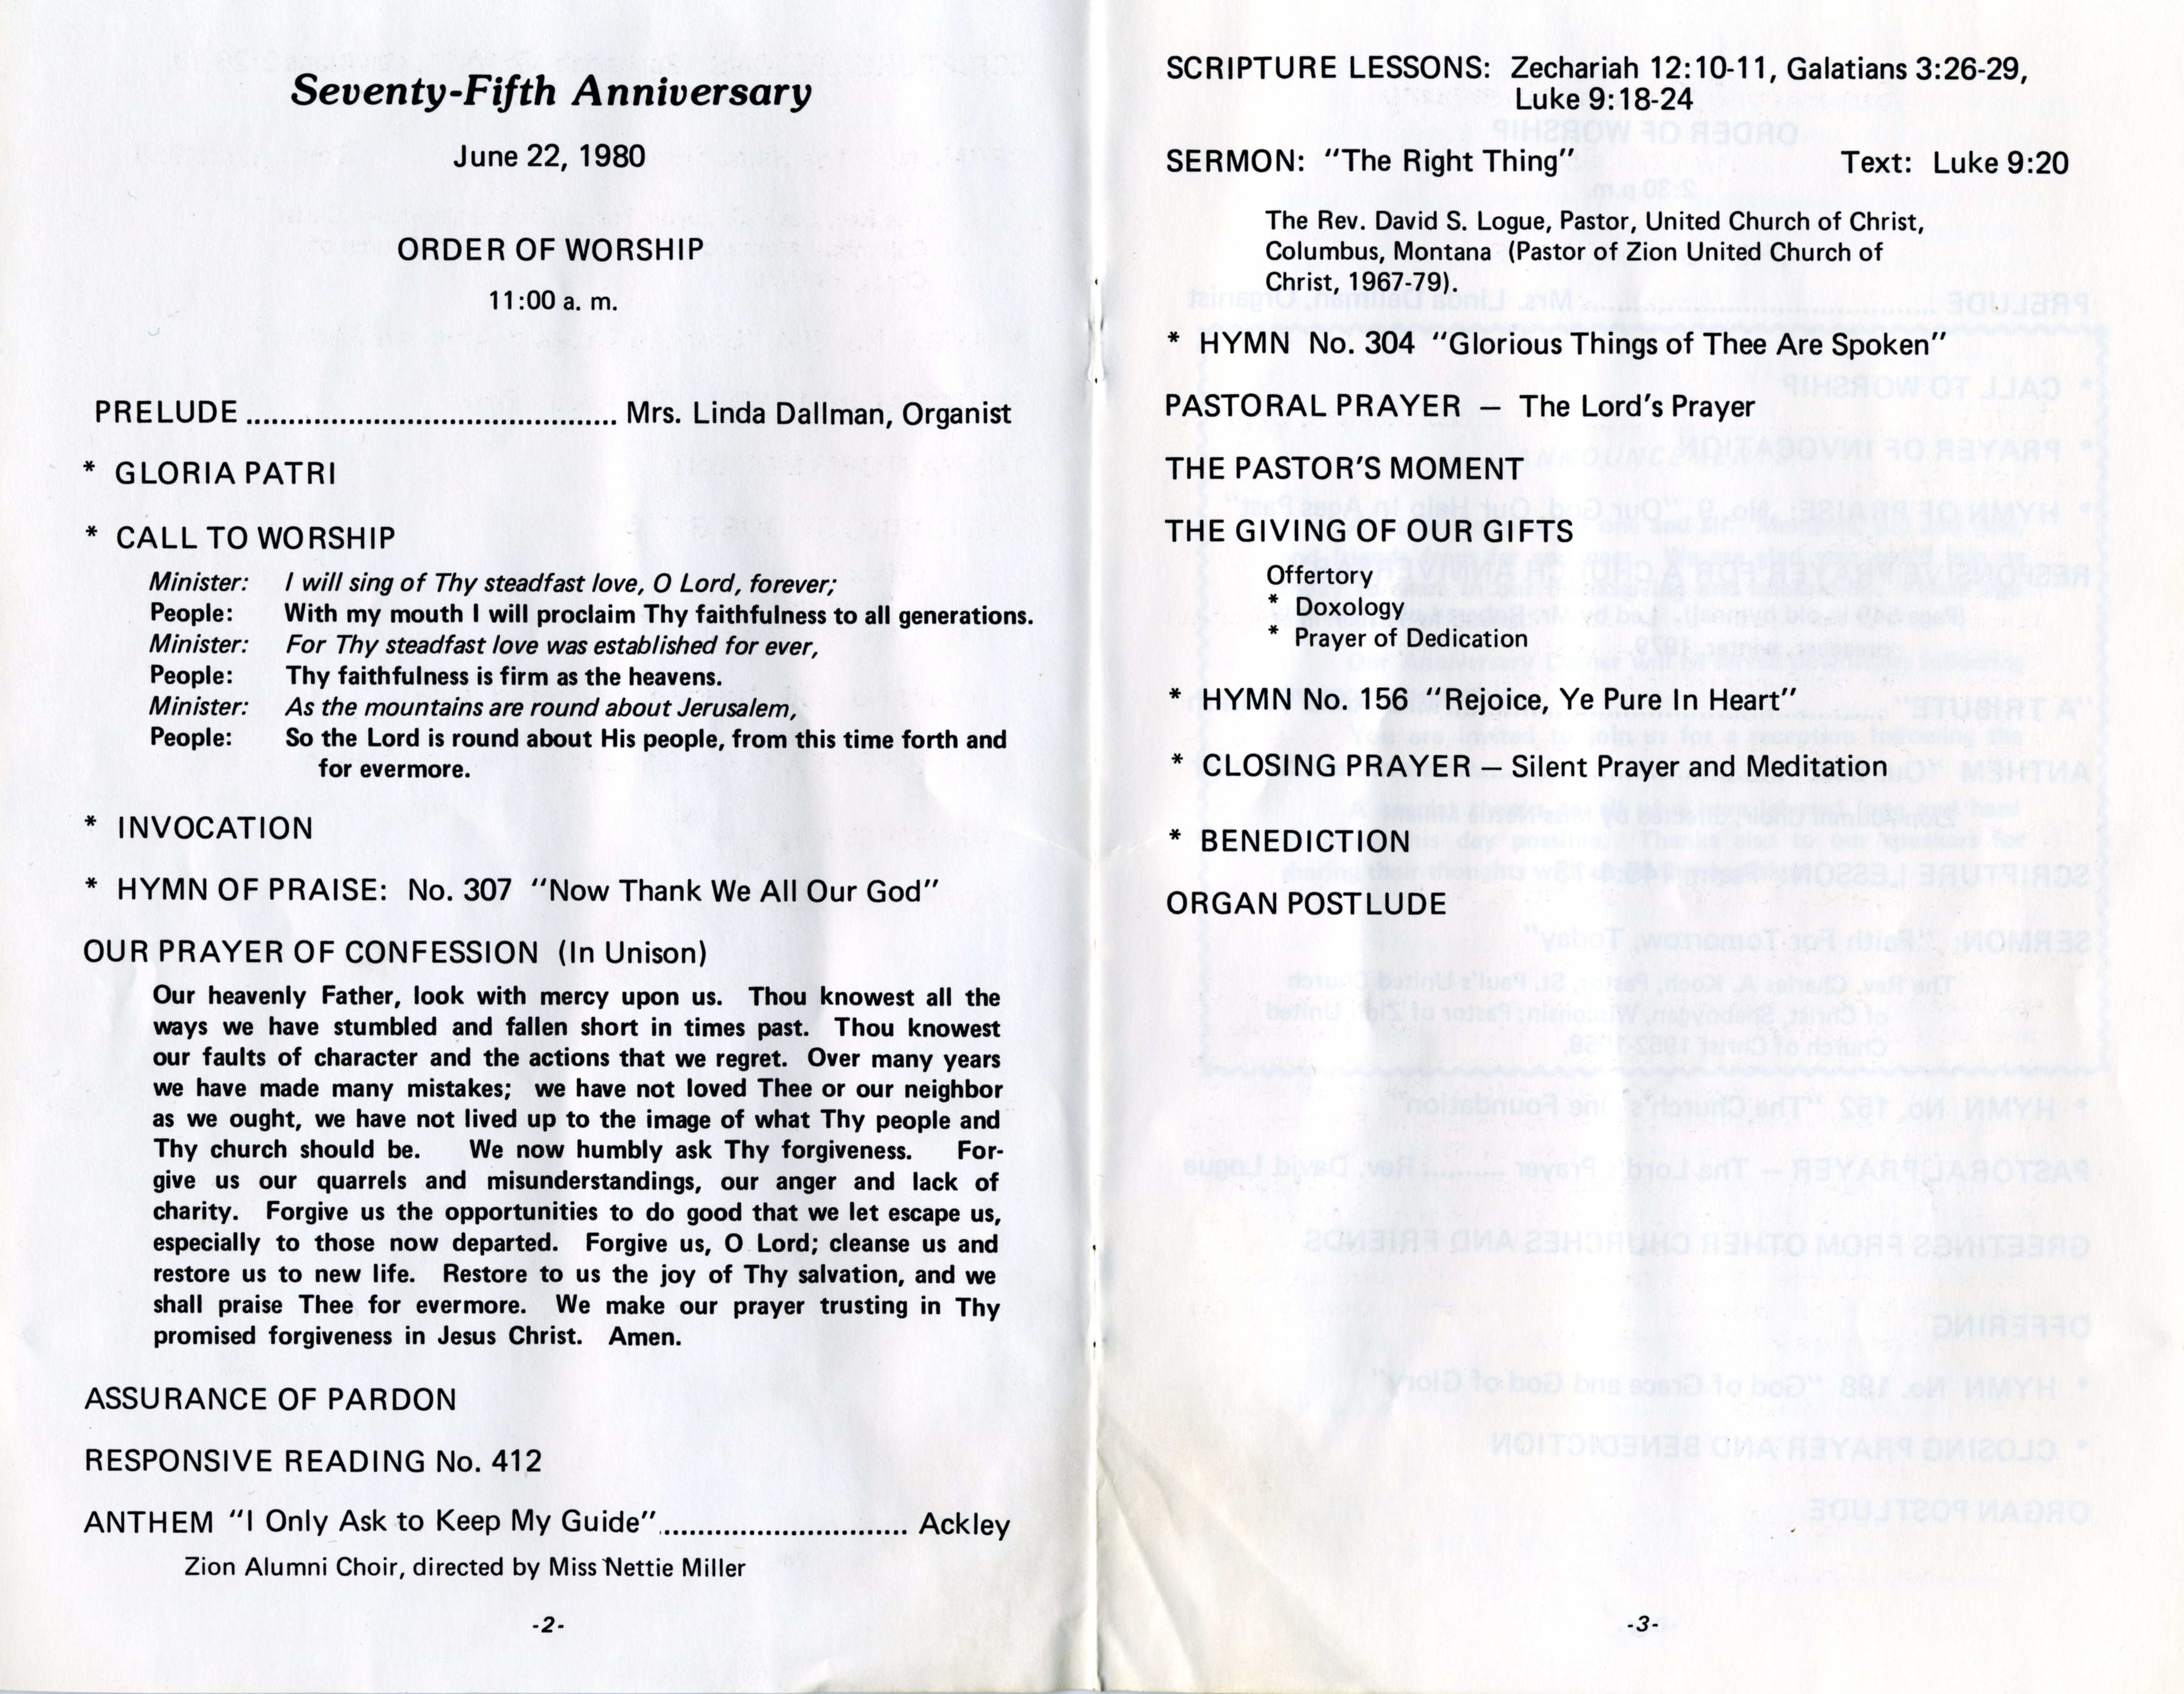 Seventy-Fifth Anniversary
June 22, 1980
ORDER OF WORSHIP
11:00 a. m.
PRELUDE ............................................ Mrs. Linda Dallman, Organist
* GLORIA PATRI
* CALL TO WORSHIP
Minister: I will sing of Thy steadfast love, O Lord, forever;
People: With my mouth I will proclaim Thy faithfulness to all generations.
Minister: For Thy steadfast love was established for ever,
People: Thy faithfulness is firm as the heavens.
Minister: As the mountains are round about Jerusalem,
People: So the Lord is round about His people, from this time forth and
for evermore.
* INVOCATION
* HYMN OF PRAISE: No. 307 "Now Thank We All Our God"
OUR PRAYER OF CONFESSION (In Unison)
Our heavenly Father, look with mercy upon us. Thou knowest all the
ways we have stumbled and fallen short in times past. Thou knowest
our faults of character and the actions that we regret. Over many years
we have made many mistakes; we have not loved Thee or our neighbor
as we ought, we have not lived up to the image of what Thy people and
Thy church should be. We now humbly ask Thy forgiveness. For-
give us our quarrels and misunderstandings, our anger and lack of
charity. Forgive us the opportunities to do good that we let escape us,
especially to those now departed. Forgive us, O Lord; cleanse us and
restore us to new life. Restore to us the joy of Thy salvation, and we
shall praise Thee for evermore. We make our prayer trusting in Thy
promised forgiveness in Jesus Christ. Amen.
ASSURANCE OF PARDON
RESPONSIVE READING No. 412
ANTHEM "I Only Ask to Keep My Guide"............................. Ackley
Zion Alumni Choir, directed by Miss Nettie Miller
-2-
SCRIPTURE LESSONS: Zechariah 12:10-11, Galatians 3:26-29,
Luke 9:18-24
SERMON: "The Right Thing" Text: Luke 9:20
The Rev. David S. Logue, Pastor, United Church of Christ,
Columbus, Montana (Pastor of Zion United Church of
Christ, 1967-79).
* HYMN No. 304 "Glorious Things of Thee Are Spoken"
PASTORAL PRAYER — The Lord's Prayer
THE PASTOR'S MOMENT
THE GIVING OF OUR GIFTS
Offertory
* Doxology
* Prayer of Dedication
* HYMN No. 156 "Rejoice, Ye Pure In Heart"
* CLOSING PRAYER — Silent Prayer and Meditation
* BENEDICTION
ORGAN POSTLUDE
-3-